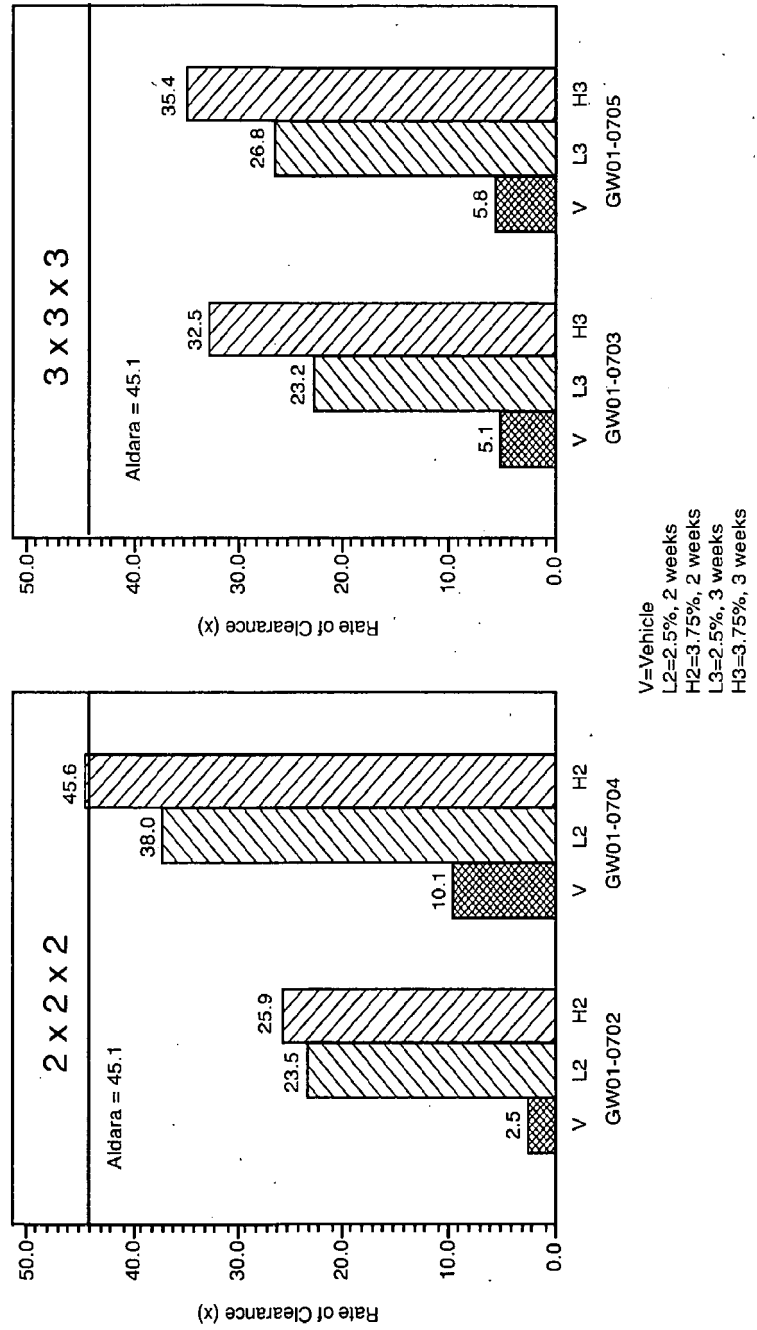 2 x 2 x 2
Aldara = 45.1
Rate of Clearance (x)
50.0
40.0
30.0
20.0
10.0
0.0
2.5
23.5
25.9
10.1
38.0
45.6
V L2 H2 V L2 H2
GW01-0702 GW01-0704
3 x 3 x 3
Aldara = 45.1
Rate of Clearance (x)
50.0
40.0
30.0
20.0
10.0
0.0
5.1
23.2
32.5
5.8
26.8
35.4
V L3 H3 V L3 H3
GW01-0703 GW01-0705
V=Vehicle
L2=2.5%, 2 weeks
H2=3.75%, 2 weeks
L3=2.5%, 3 weeks
H3=3.75%, 3 weeks